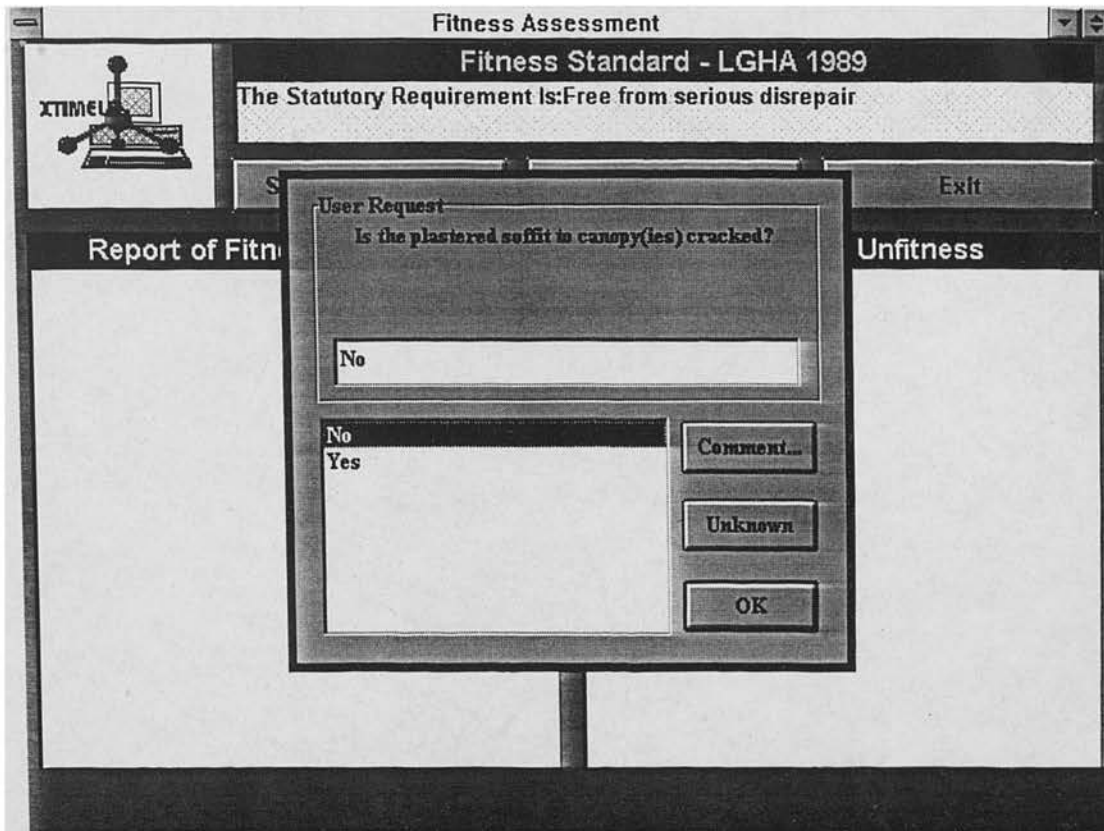 Fitness Assessment
Fitness Standard - LGHA 1989
XTIMEL
The Statutory Requirement Is:Free from serious disrepair
Exit
User Request
Is the plastered soffit to canopy(ies) cracked?
Report of
Unfitness
No
No
Yes
Comment...
Unknown
OK